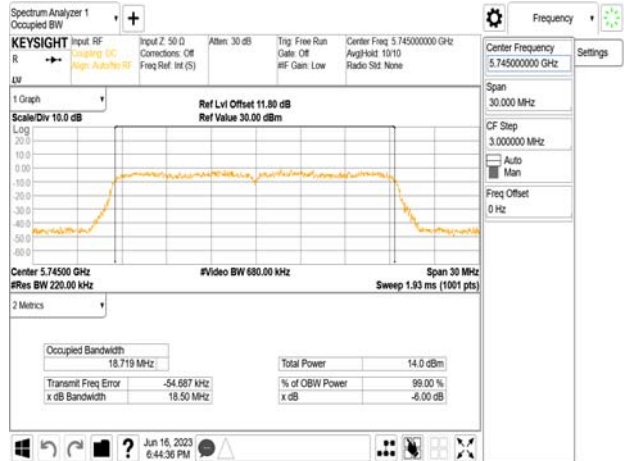 Spectrum Analyzer 1
Occupied BW
Frequency
KEYSIGHT
R
LXI
Input: RF
Coupling: DC
Align: Auto/No RF
Input Z: 50 Ω
Corrections: Off
Freq Ref: Int (S)
Atten: 30 dB
Trig: Free Run
Gate: Off
#IF Gain: Low
Center Freq: 5.745000000 GHz
Avg|Hold: 10/10
Radio Std: None
Center Frequency
5.745000000 GHz
Settings
Span
30.000 MHz
CF Step
3.000000 MHz
Auto
Man
Freq Offset
0 Hz
1 Graph
Scale/Div 10.0 dB
Ref Lvl Offset 11.80 dB
Ref Value 30.00 dBm
Log
20.0
10.0
0.00
-10.0
-20.0
-30.0
-40.0
-50.0
-60.0
Center 5.74500 GHz
#Res BW 220.00 kHz
#Video BW 680.00 kHz
Span 30 MHz
Sweep 1.93 ms (1001 pts)
2 Metrics
Occupied Bandwidth
18.719 MHz
Total Power 14.0 dBm
Transmit Freq Error -54.687 kHz
% of OBW Power 99.00 %
x dB Bandwidth 18.50 MHz
x dB -6.00 dB
?
Jun 16, 2023
6:44:36 PM